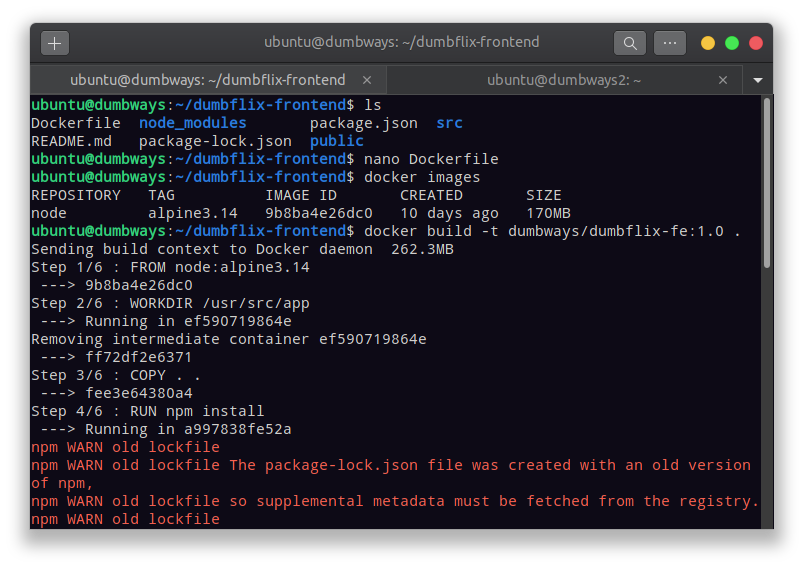 ubuntu@dumbways: ~/dumbflix-frontend
ubuntu@dumbways: ~/dumbflix-frontend × ubuntu@dumbways2: ~ ×
ubuntu@dumbways:~/dumbflix-frontend$ ls
Dockerfile  node_modules       package.json  src
README.md   package-lock.json  public
ubuntu@dumbways:~/dumbflix-frontend$ nano Dockerfile
ubuntu@dumbways:~/dumbflix-frontend$ docker images
REPOSITORY   TAG          IMAGE ID       CREATED       SIZE
node         alpine3.14   9b8ba4e26dc0   10 days ago   170MB
ubuntu@dumbways:~/dumbflix-frontend$ docker build -t dumbways/dumbflix-fe:1.0 .
Sending build context to Docker daemon  262.3MB
Step 1/6 : FROM node:alpine3.14
 ---> 9b8ba4e26dc0
Step 2/6 : WORKDIR /usr/src/app
 ---> Running in ef590719864e
Removing intermediate container ef590719864e
 ---> ff72df2e6371
Step 3/6 : COPY . .
 ---> fee3e64380a4
Step 4/6 : RUN npm install
 ---> Running in a997838fe52a
npm WARN old lockfile
npm WARN old lockfile The package-lock.json file was created with an old version
of npm,
npm WARN old lockfile so supplemental metadata must be fetched from the registry.
npm WARN old lockfile